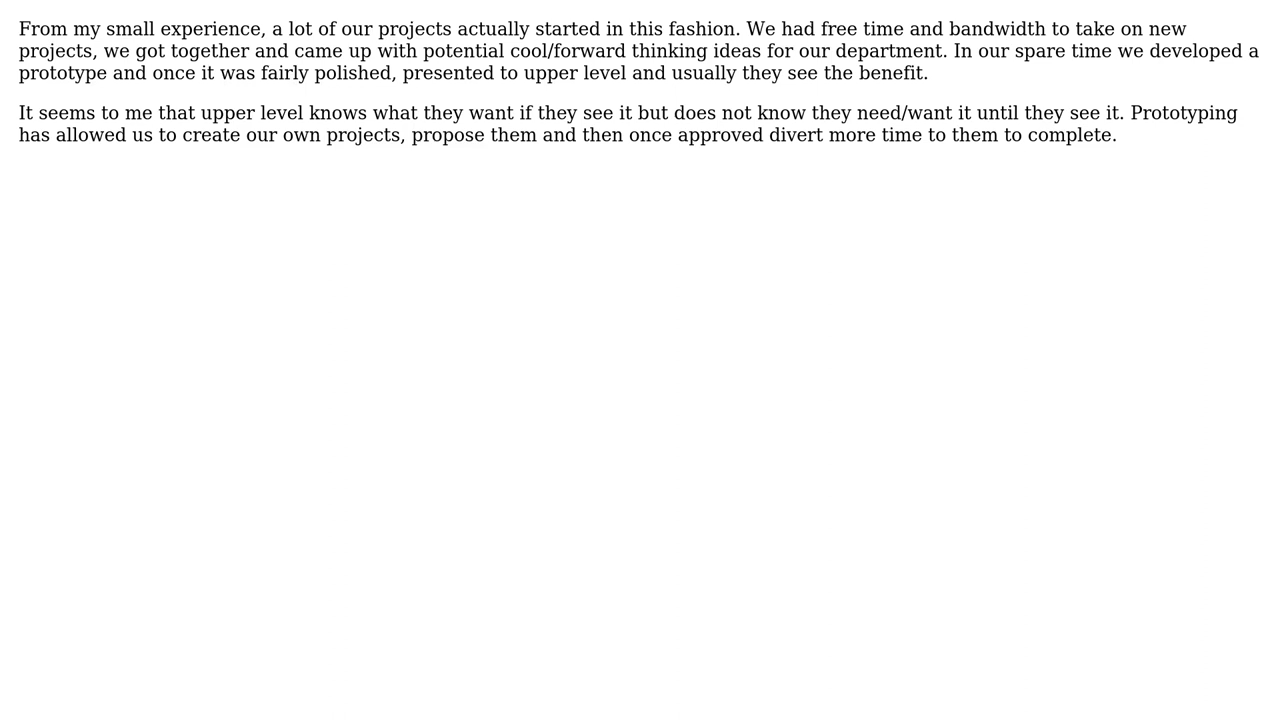 From my small experience, a lot of our projects actually started in this fashion. We had free time and bandwidth to take on new
projects, we got together and came up with potential cool/forward thinking ideas for our department. In our spare time we developed a
prototype and once it was fairly polished, presented to upper level and usually they see the benefit.
It seems to me that upper level knows what they want if they see it but does not know they need/want it until they see it. Prototyping
has allowed us to create our own projects, propose them and then once approved divert more time to them to complete.